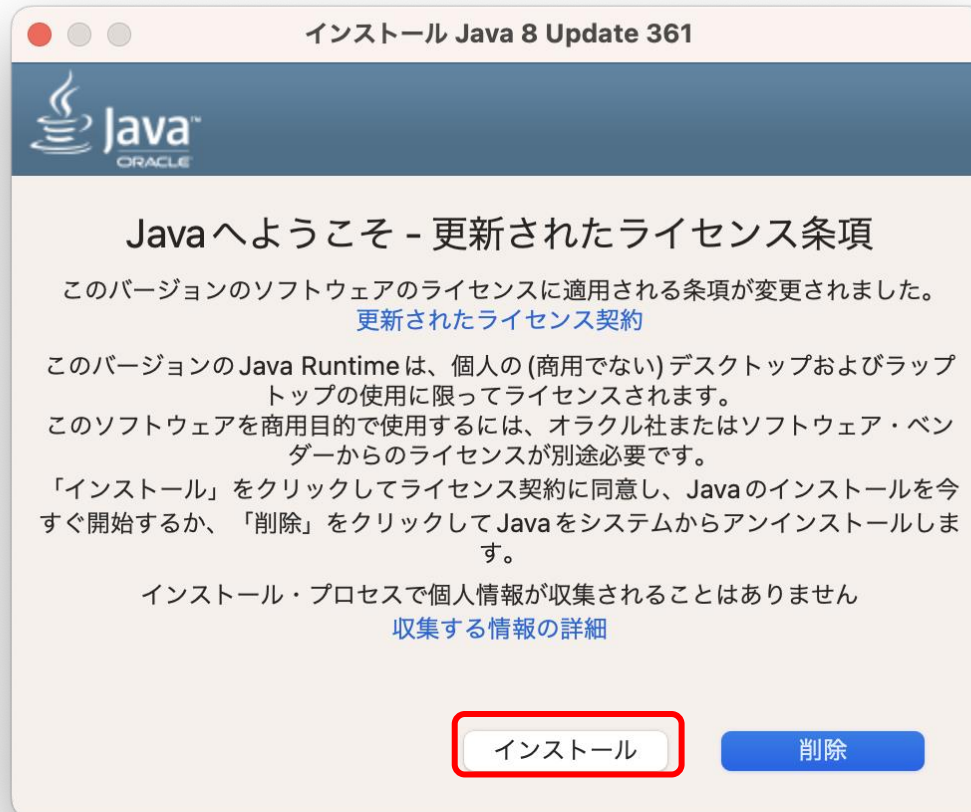 インストール Java 8 Update 361
Java™
ORACLE
Javaへようこそ – 更新されたライセンス条項
このバージョンのソフトウェアのライセンスに適用される条項が変更されました。
更新されたライセンス契約
このバージョンのJava Runtimeは、個人の(商用でない)デスクトップおよびラップ
トップの使用に限ってライセンスされます。
このソフトウェアを商用目的で使用するには、オラクル社またはソフトウェア・ベン
ダーからのライセンスが別途必要です。
「インストール」をクリックしてライセンス契約に同意し、Javaのインストールを今
すぐ開始するか、「削除」をクリックしてJavaをシステムからアンインストールしま
す。
インストール・プロセスで個人情報が収集されることはありません
収集する情報の詳細
インストール
削除